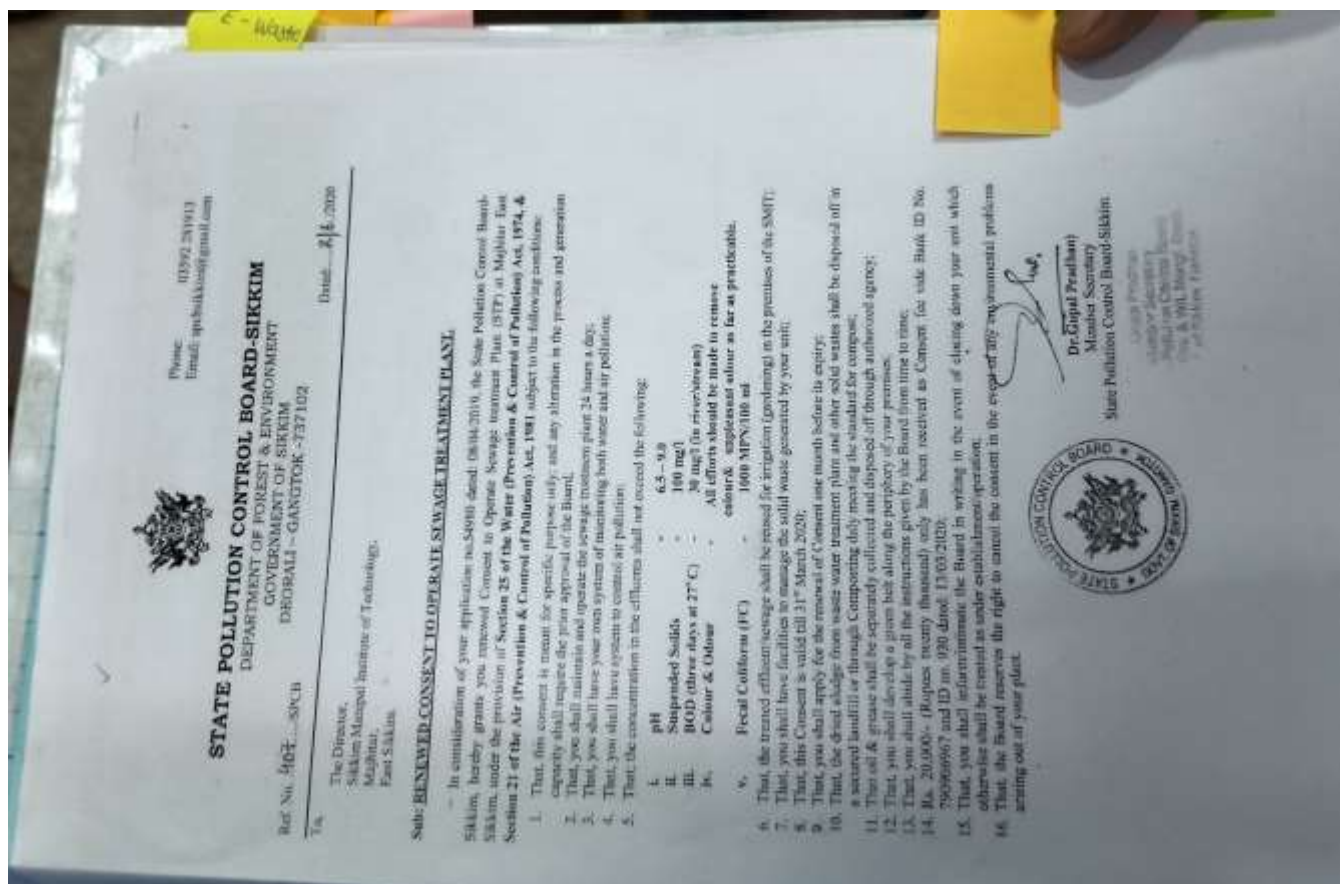 E - Waste
Phone: 03592 281913
Email: spcbsikkim@gmail.com
STATE POLLUTION CONTROL BOARD-SIKKIM
DEPARTMENT OF FOREST & ENVIRONMENT
GOVERNMENT OF SIKKIM
DEORALI – GANGTOK -737102
Ref. No. 407 SPCB
Dated 2/6/2020
To,
The Director,
Sikkim Manipal Institute of Technology,
Majhitar,
East Sikkim.
Sub: RENEWED CONSENT TO OPERATE SEWAGE TREATMENT PLANT.
In consideration of your application no.54980 dated: 08/04/2019, the State Pollution Control Board-
Sikkim, hereby grants you renewed Consent to Operate Sewage treatment Plant (STP) at Majhitar East
Sikkim, under the provision of Section 25 of the Water (Prevention & Control of Pollution) Act, 1974, &
Section 21 of the Air (Prevention & Control of Pollution) Act, 1981 subject to the following conditions:
1. That, this consent is meant for specific purpose only; and any alteration in the process and generation
capacity shall require the prior approval of the Board.
2. That, you shall maintain and operate the sewage treatment plant 24 hours a day;
3. That, you shall have your own system of monitoring both water and air pollution;
4. That, you shall have system to control air pollution;
5. That; the concentration in the effluents shall not exceed the following:
i. pH - 6.5 – 9.0
ii. Suspended Solids - 100 mg/l
iii. BOD (three days at 27°C) - 30 mg/l (in river/stream)
iv. Colour & Odour - All efforts should be made to remove
colour& unpleasant odour as far as practicable.
v. Fecal Coliform (FC) - 1000 MPN/100 ml
6. That, the treated effluent/sewage shall be reused for irrigation (gardening) in the premises of the SMIT;
7. That, you shall have facilities to manage the solid waste generated by your unit;
8. That, this Consent is valid till 31st March 2020;
9. That, you shall apply for the renewal of Consent one month before its expiry;
10. That, the dried sludge from waste water treatment plant and other solid wastes shall be disposed off in
a secured landfill or through Composting duly meeting the standard for compost;
11. That oil & grease shall be separately collected and disposed off through authorized agency;
12. That, you shall develop a green belt along the periphery of your premises.
13. That, you shall abide by all the instructions given by the Board from time to time;
14. Rs. 20,000/- (Rupees twenty thousand) only has been received as Consent fee vide Bank ID No.
790906967 and ID no. 920 dated: 13/03/2020;
15. That, you shall inform/intimate the Board in writing in the event of closing down your unit which
otherwise shall be treated as under establishment/operation;
16. That, the Board reserves the right to cancel the consent in the event of any environmental problems
arising out of your plant.
Dr.Gopal Pradhan)
Member Secretary
State Pollution Control Board-Sikkim.
STATE POLLUTION CONTROL BOARD